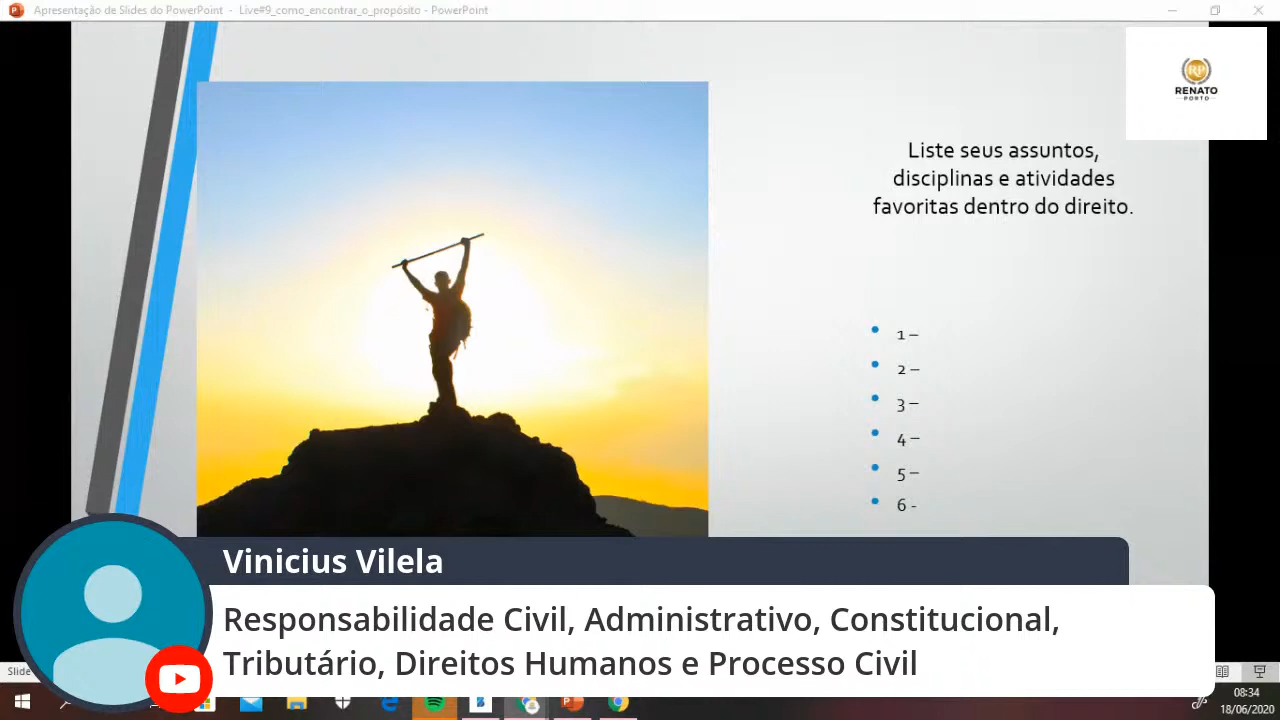 Apresentação de Slides do PowerPoint - Live#9_como_encontrar_o_propósito - PowerPoint
RP
RENATO
PORTO
Liste seus assuntos,
disciplinas e atividades
favoritas dentro do direito.
1 –
2 –
3 –
4 –
5 –
6 -
Vinicius Vilela
Responsabilidade Civil, Administrativo, Constitucional,
Tributário, Direitos Humanos e Processo Civil
Slide
08:34
18/06/2020